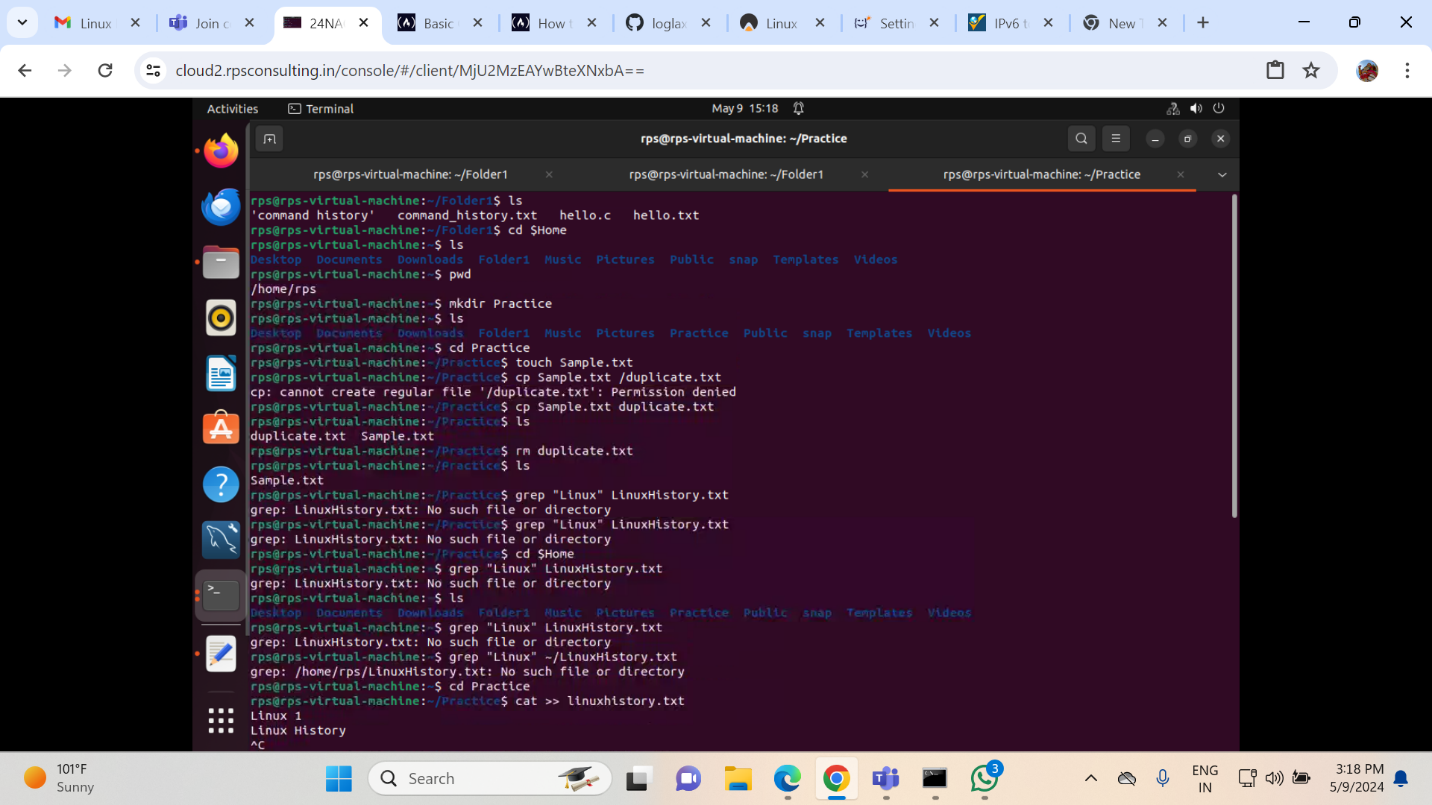 Linux
Join c
24NA
Basic
How t
loglax
Linux
Settin
IPv6 t
New T
cloud2.rpsconsulting.in/console/#/client/MjU2MzEAYwBteXNxbA==
Activities
Terminal
May 9 15:18
rps@rps-virtual-machine: ~/Practice
rps@rps-virtual-machine: ~/Folder1
rps@rps-virtual-machine: ~/Folder1
rps@rps-virtual-machine: ~/Practice
rps@rps-virtual-machine:~/Folder1$ ls
'command history'   command_history.txt   hello.c   hello.txt
rps@rps-virtual-machine:~/Folder1$ cd $Home
rps@rps-virtual-machine:~$ ls
Desktop  Documents  Downloads  Folder1  Music  Pictures  Public  snap  Templates  Videos
rps@rps-virtual-machine:~$ pwd
/home/rps
rps@rps-virtual-machine:~$ mkdir Practice
rps@rps-virtual-machine:~$ ls
Desktop  Documents  Downloads  Folder1  Music  Pictures  Practice  Public  snap  Templates  Videos
rps@rps-virtual-machine:~$ cd Practice
rps@rps-virtual-machine:~/Practice$ touch Sample.txt
rps@rps-virtual-machine:~/Practice$ cp Sample.txt /duplicate.txt
cp: cannot create regular file '/duplicate.txt': Permission denied
rps@rps-virtual-machine:~/Practice$ cp Sample.txt duplicate.txt
rps@rps-virtual-machine:~/Practice$ ls
duplicate.txt  Sample.txt
rps@rps-virtual-machine:~/Practice$ rm duplicate.txt
rps@rps-virtual-machine:~/Practice$ ls
Sample.txt
rps@rps-virtual-machine:~/Practice$ grep "Linux" LinuxHistory.txt
grep: LinuxHistory.txt: No such file or directory
rps@rps-virtual-machine:~/Practice$ grep "Linux" LinuxHistory.txt
grep: LinuxHistory.txt: No such file or directory
rps@rps-virtual-machine:~/Practice$ cd $Home
rps@rps-virtual-machine:~$ grep "Linux" LinuxHistory.txt
grep: LinuxHistory.txt: No such file or directory
rps@rps-virtual-machine:~$ ls
Desktop  Documents  Downloads  Folder1  Music  Pictures  Practice  Public  snap  Templates  Videos
rps@rps-virtual-machine:~$ grep "Linux" LinuxHistory.txt
grep: LinuxHistory.txt: No such file or directory
rps@rps-virtual-machine:~$ grep "Linux" ~/LinuxHistory.txt
grep: /home/rps/LinuxHistory.txt: No such file or directory
rps@rps-virtual-machine:~$ cd Practice
rps@rps-virtual-machine:~/Practice$ cat >> linuxhistory.txt
Linux 1
Linux History
^C
101°F
Sunny
Search
3
ENG
IN
3:18 PM
5/9/2024